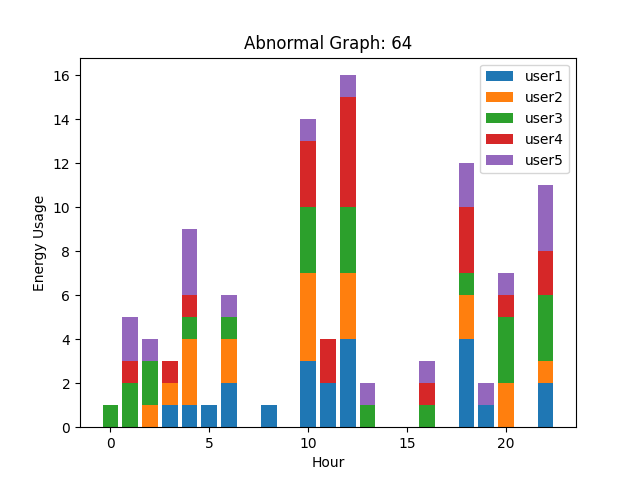 Abnormal Graph: 64
16
14
12
10
8
6
4
2
0
Energy Usage
user1
user2
user3
user4
user5
0 5 10 15 20
Hour